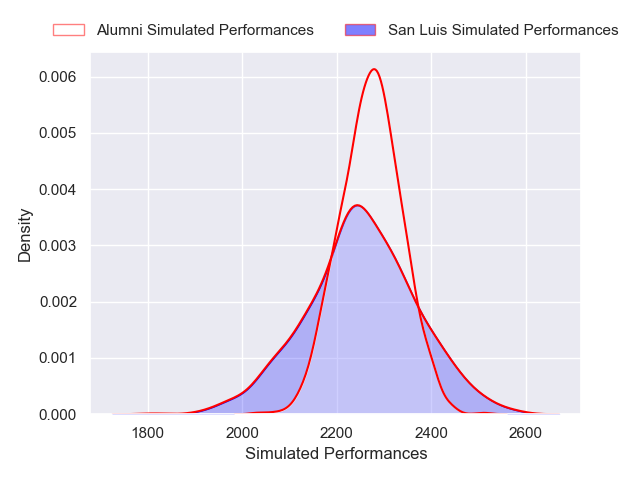 Alumni Simulated Performances San Luis Simulated Performances
0.006
0.005
0.004
0.003
0.002
0.001
0.000
Density
1800 2000 2200 2400 2600
Simulated Performances